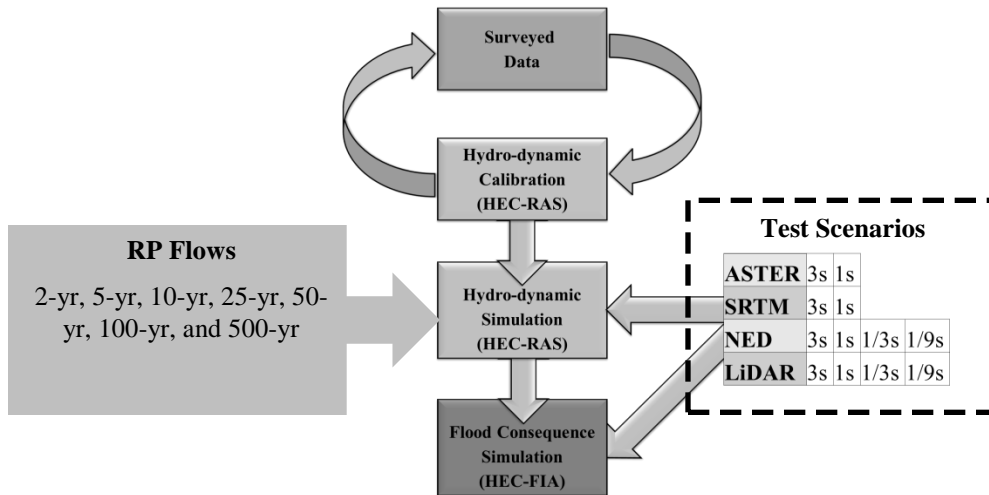 Surveyed
Data
Hydro-dynamic
Calibration
(HEC-RAS)
RP Flows
2-yr, 5-yr, 10-yr, 25-yr, 50-
yr, 100-yr, and 500-yr
Hydro-dynamic
Simulation
(HEC-RAS)
Flood Consequence
Simulation
(HEC-FIA)
Test Scenarios
ASTER 3s 1s
SRTM 3s 1s
NED 3s 1s 1/3s 1/9s
LiDAR 3s 1s 1/3s 1/9s